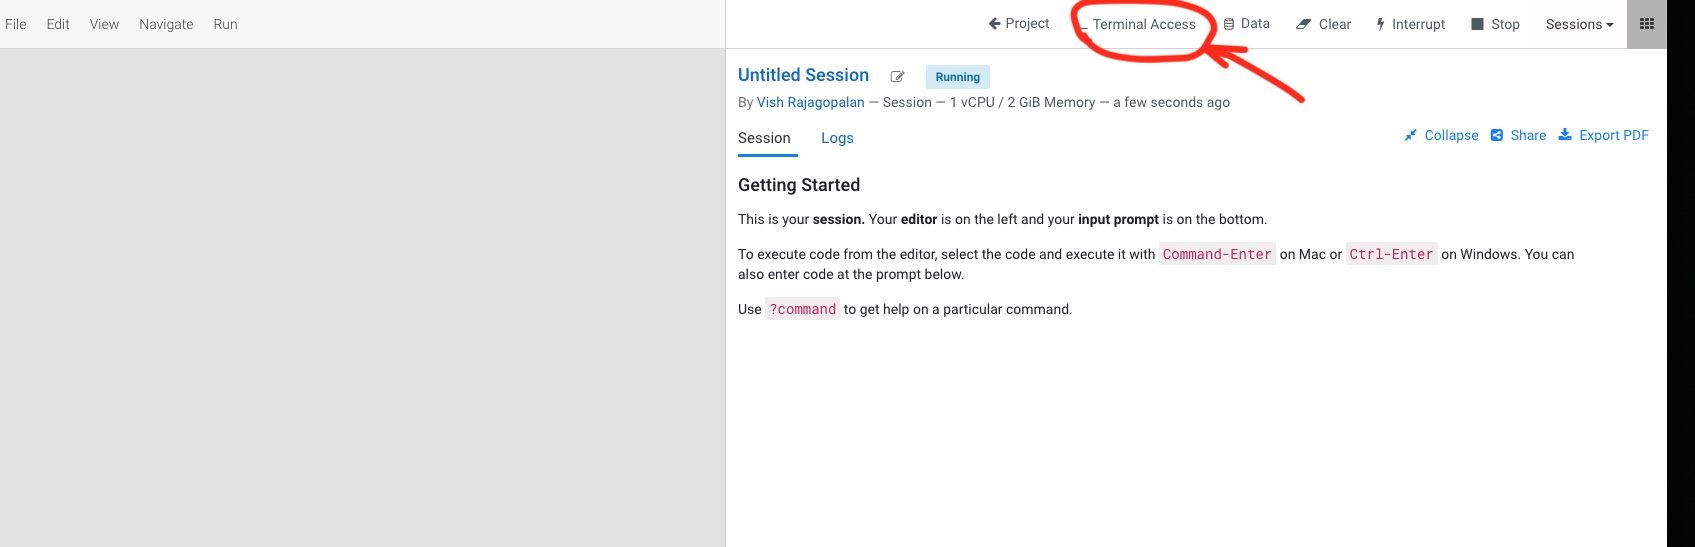 File Edit View Navigate Run
Project Terminal Access Data Clear Interrupt Stop Sessions
Untitled Session Running
By Vish Rajagopalan — Session — 1 vCPU / 2 GiB Memory — a few seconds ago
Session Logs
Collapse Share Export PDF
Getting Started
This is your session. Your editor is on the left and your input prompt is on the bottom.
To execute code from the editor, select the code and execute it with Command-Enter on Mac or Ctrl-Enter on Windows. You can
also enter code at the prompt below.
Use ?command to get help on a particular command.